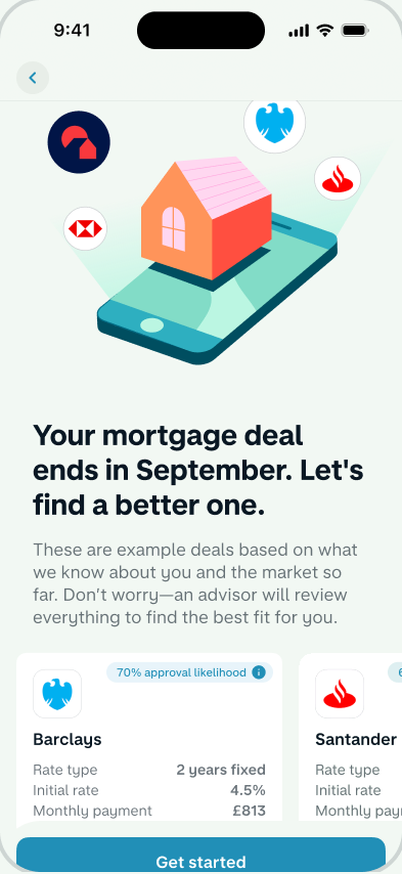 9:41
Your mortgage deal
ends in September. Let's
find a better one.
These are example deals based on what
we know about you and the market so
far. Don't worry—an advisor will review
everything to find the best fit for you.
70% approval likelihood
Barclays
Rate type 2 years fixed
Initial rate 4.5%
Monthly payment £813
6
Santander
Rate type
Initial rate
Monthly pay
Get started